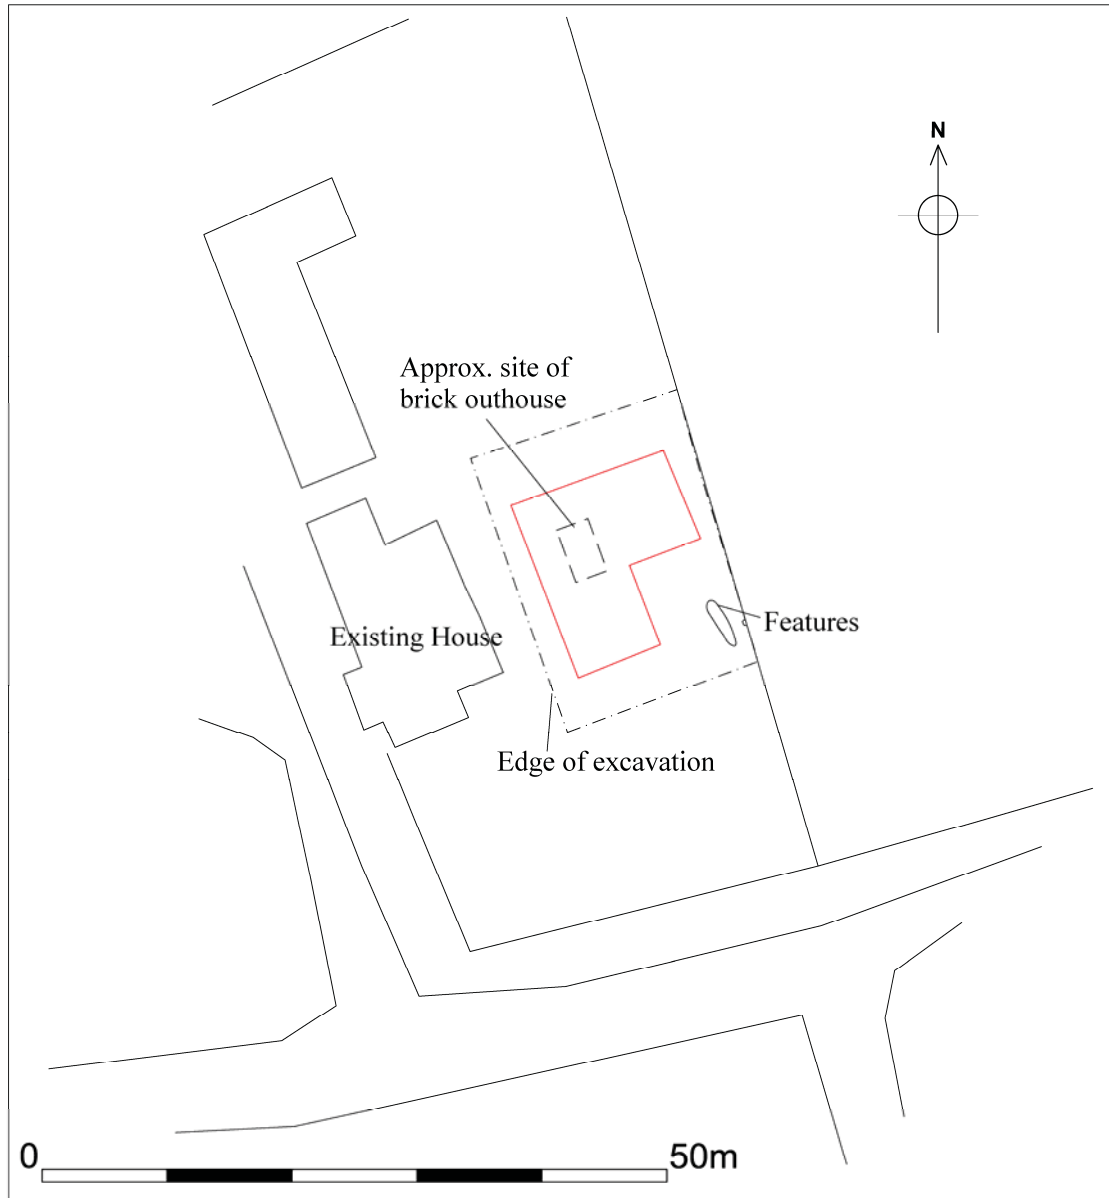 N
Approx. site of
brick outhouse
Features
Existing House
Edge of excavation
0
50m